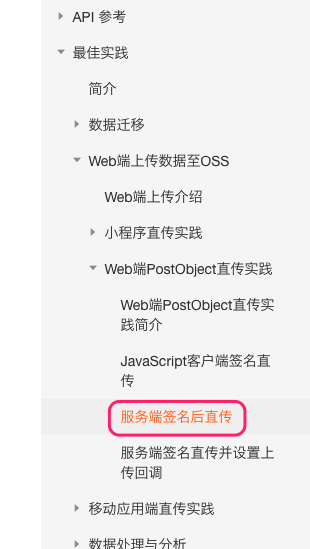 API 参考
最佳实践
简介
数据迁移
Web端上传数据至OSS
Web端上传介绍
小程序直传实践
Web端PostObject直传实践
Web端PostObject直传实
践简介
JavaScript客户端签名直
传
服务端签名后直传
服务端签名直传并设置上
传回调
移动应用端直传实践
数据处理与分析